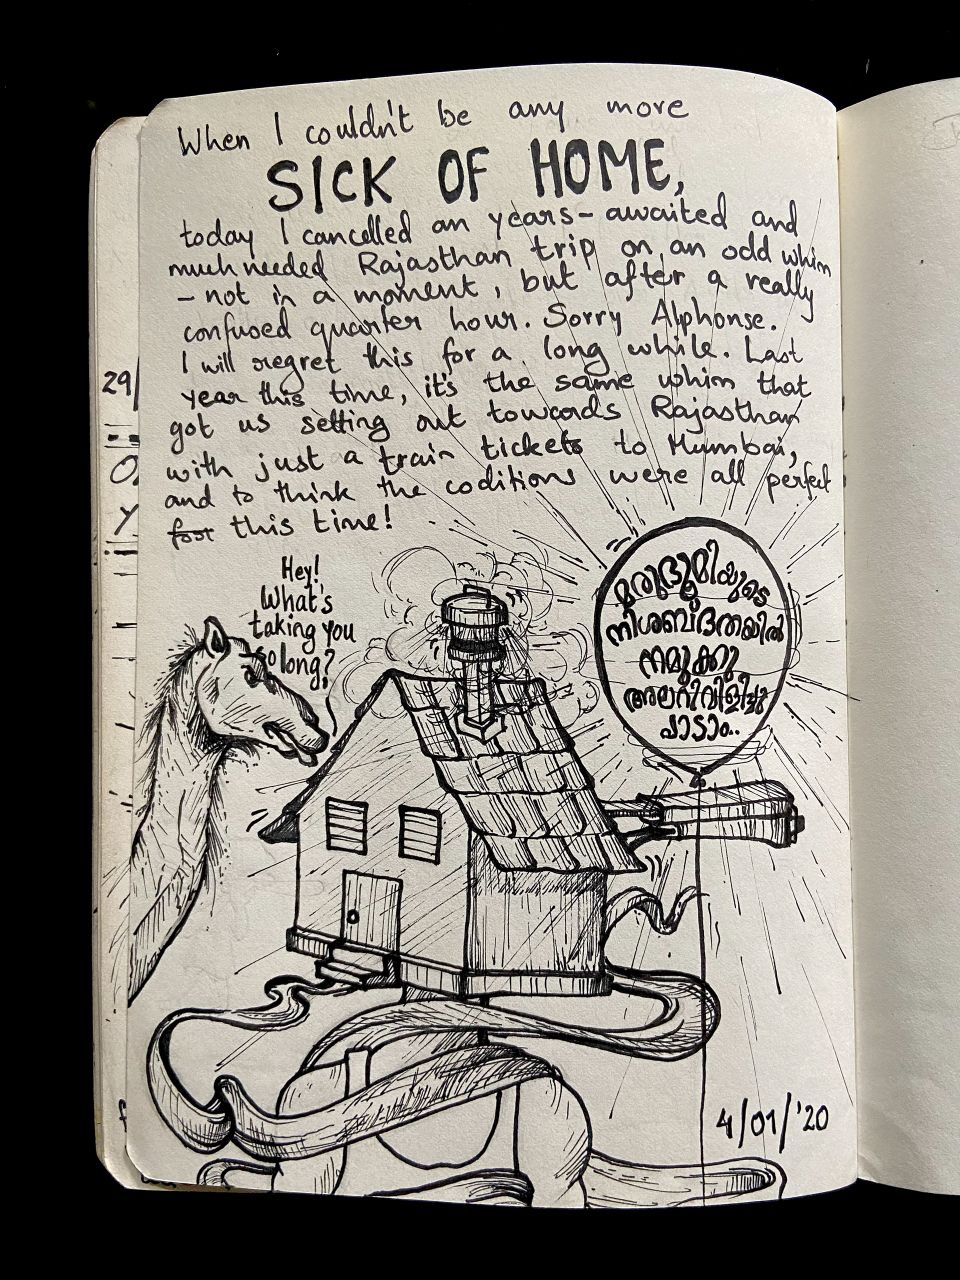 When I couldn't be any more
SICK OF HOME,
today I cancelled an years-awaited and
much needed Rajasthan trip on an odd whim
- not in a moment, but after a really
confused quarter hour. Sorry Alphonse.
I will regret this for a long while. Last
year this time, it's the same whim that
got us setting out towards Rajasthan
with just a train tickets to Mumbai,
and to think the coditions were all perfect
for this time!
Hey!
What's
taking you
so long?
മരുഭൂമിയുടെ
നിശബ്ദതയിൽ
നമുക്കു
അലറിവിളിച്ചു
പാടാം..
4/01/'20
29/